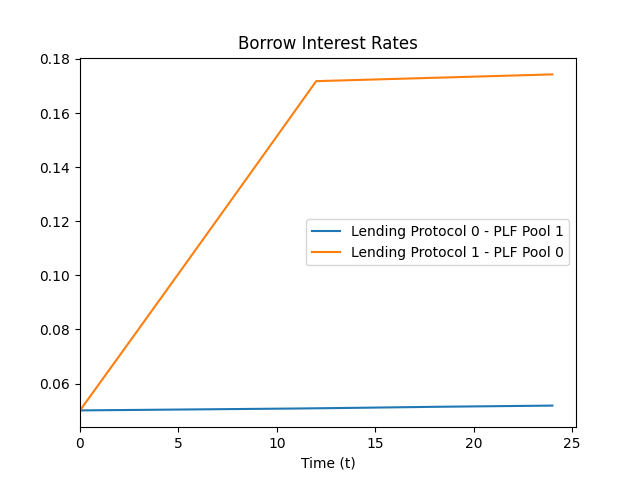 Borrow Interest Rates
0.18
0.16
0.14
0.12
0.10
0.08
0.06
Lending Protocol 0 - PLF Pool 1
Lending Protocol 1 - PLF Pool 0
0 5 10 15 20 25
Time (t)